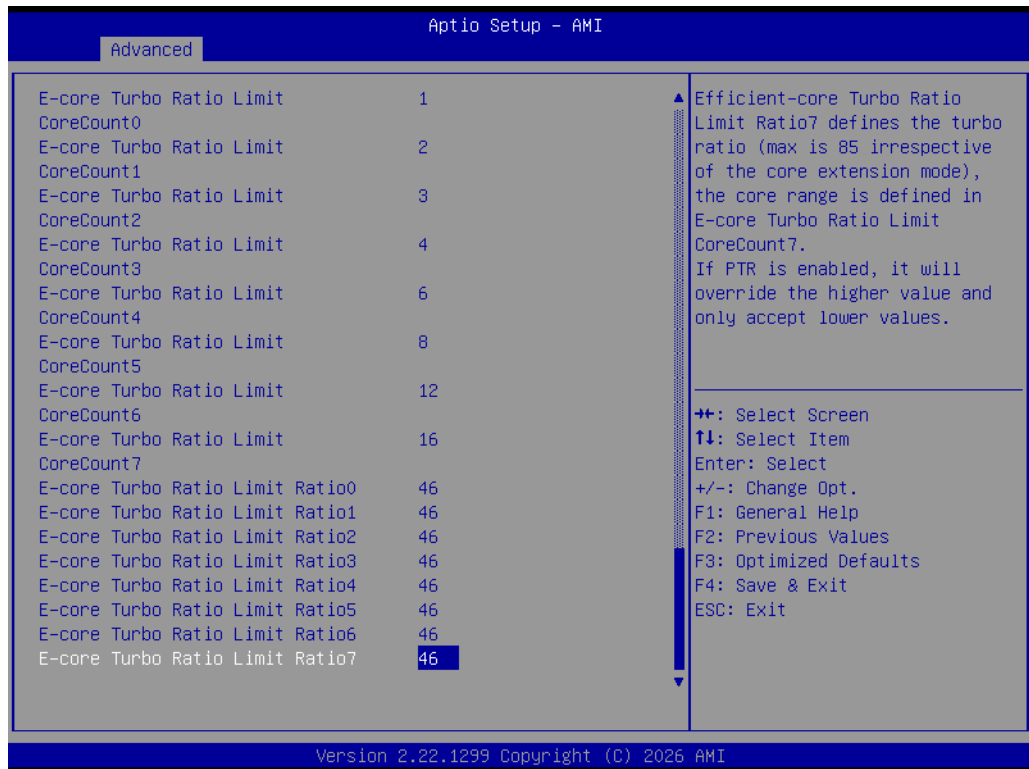 Aptio Setup – AMI
Advanced
E-core Turbo Ratio Limit 1
CoreCount0
E-core Turbo Ratio Limit 2
CoreCount1
E-core Turbo Ratio Limit 3
CoreCount2
E-core Turbo Ratio Limit 4
CoreCount3
E-core Turbo Ratio Limit 6
CoreCount4
E-core Turbo Ratio Limit 8
CoreCount5
E-core Turbo Ratio Limit 12
CoreCount6
E-core Turbo Ratio Limit 16
CoreCount7
E-core Turbo Ratio Limit Ratio0 46
E-core Turbo Ratio Limit Ratio1 46
E-core Turbo Ratio Limit Ratio2 46
E-core Turbo Ratio Limit Ratio3 46
E-core Turbo Ratio Limit Ratio4 46
E-core Turbo Ratio Limit Ratio5 46
E-core Turbo Ratio Limit Ratio6 46
E-core Turbo Ratio Limit Ratio7 46
Efficient-core Turbo Ratio
Limit Ratio7 defines the turbo
ratio (max is 85 irrespective
of the core extension mode),
the core range is defined in
E-core Turbo Ratio Limit
CoreCount7.
If PTR is enabled, it will
override the higher value and
only accept lower values.
→←: Select Screen
↑↓: Select Item
Enter: Select
+/-: Change Opt.
F1: General Help
F2: Previous Values
F3: Optimized Defaults
F4: Save & Exit
ESC: Exit
Version 2.22.1299 Copyright (C) 2026 AMI